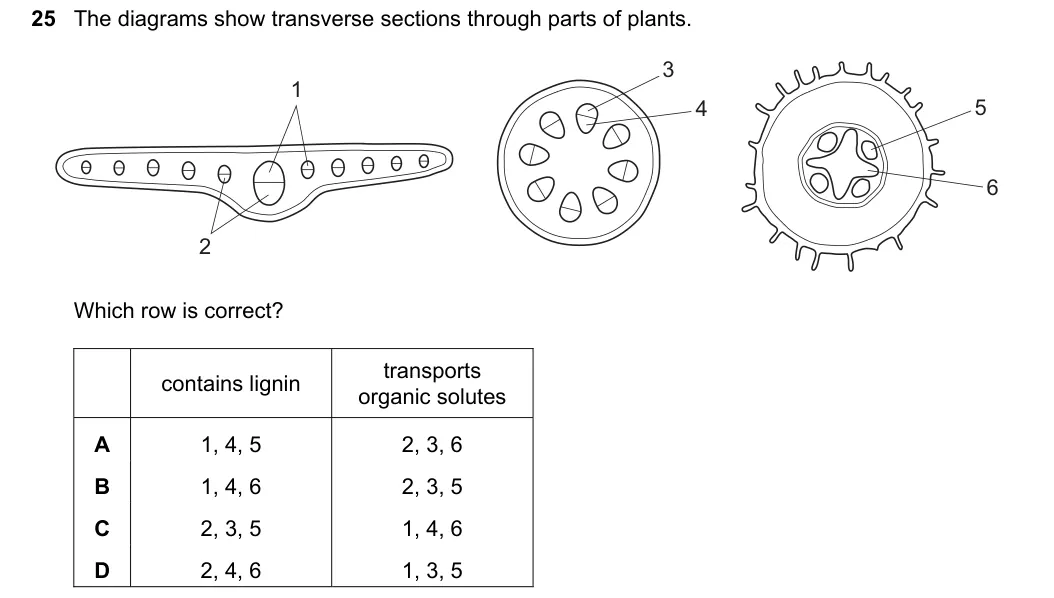 25 The diagrams show transverse sections through parts of plants.
1
2
3
4
5
6
Which row is correct?
contains lignin
transports
organic solutes
A 1, 4, 5 2, 3, 6
B 1, 4, 6 2, 3, 5
C 2, 3, 5 1, 4, 6
D 2, 4, 6 1, 3, 5